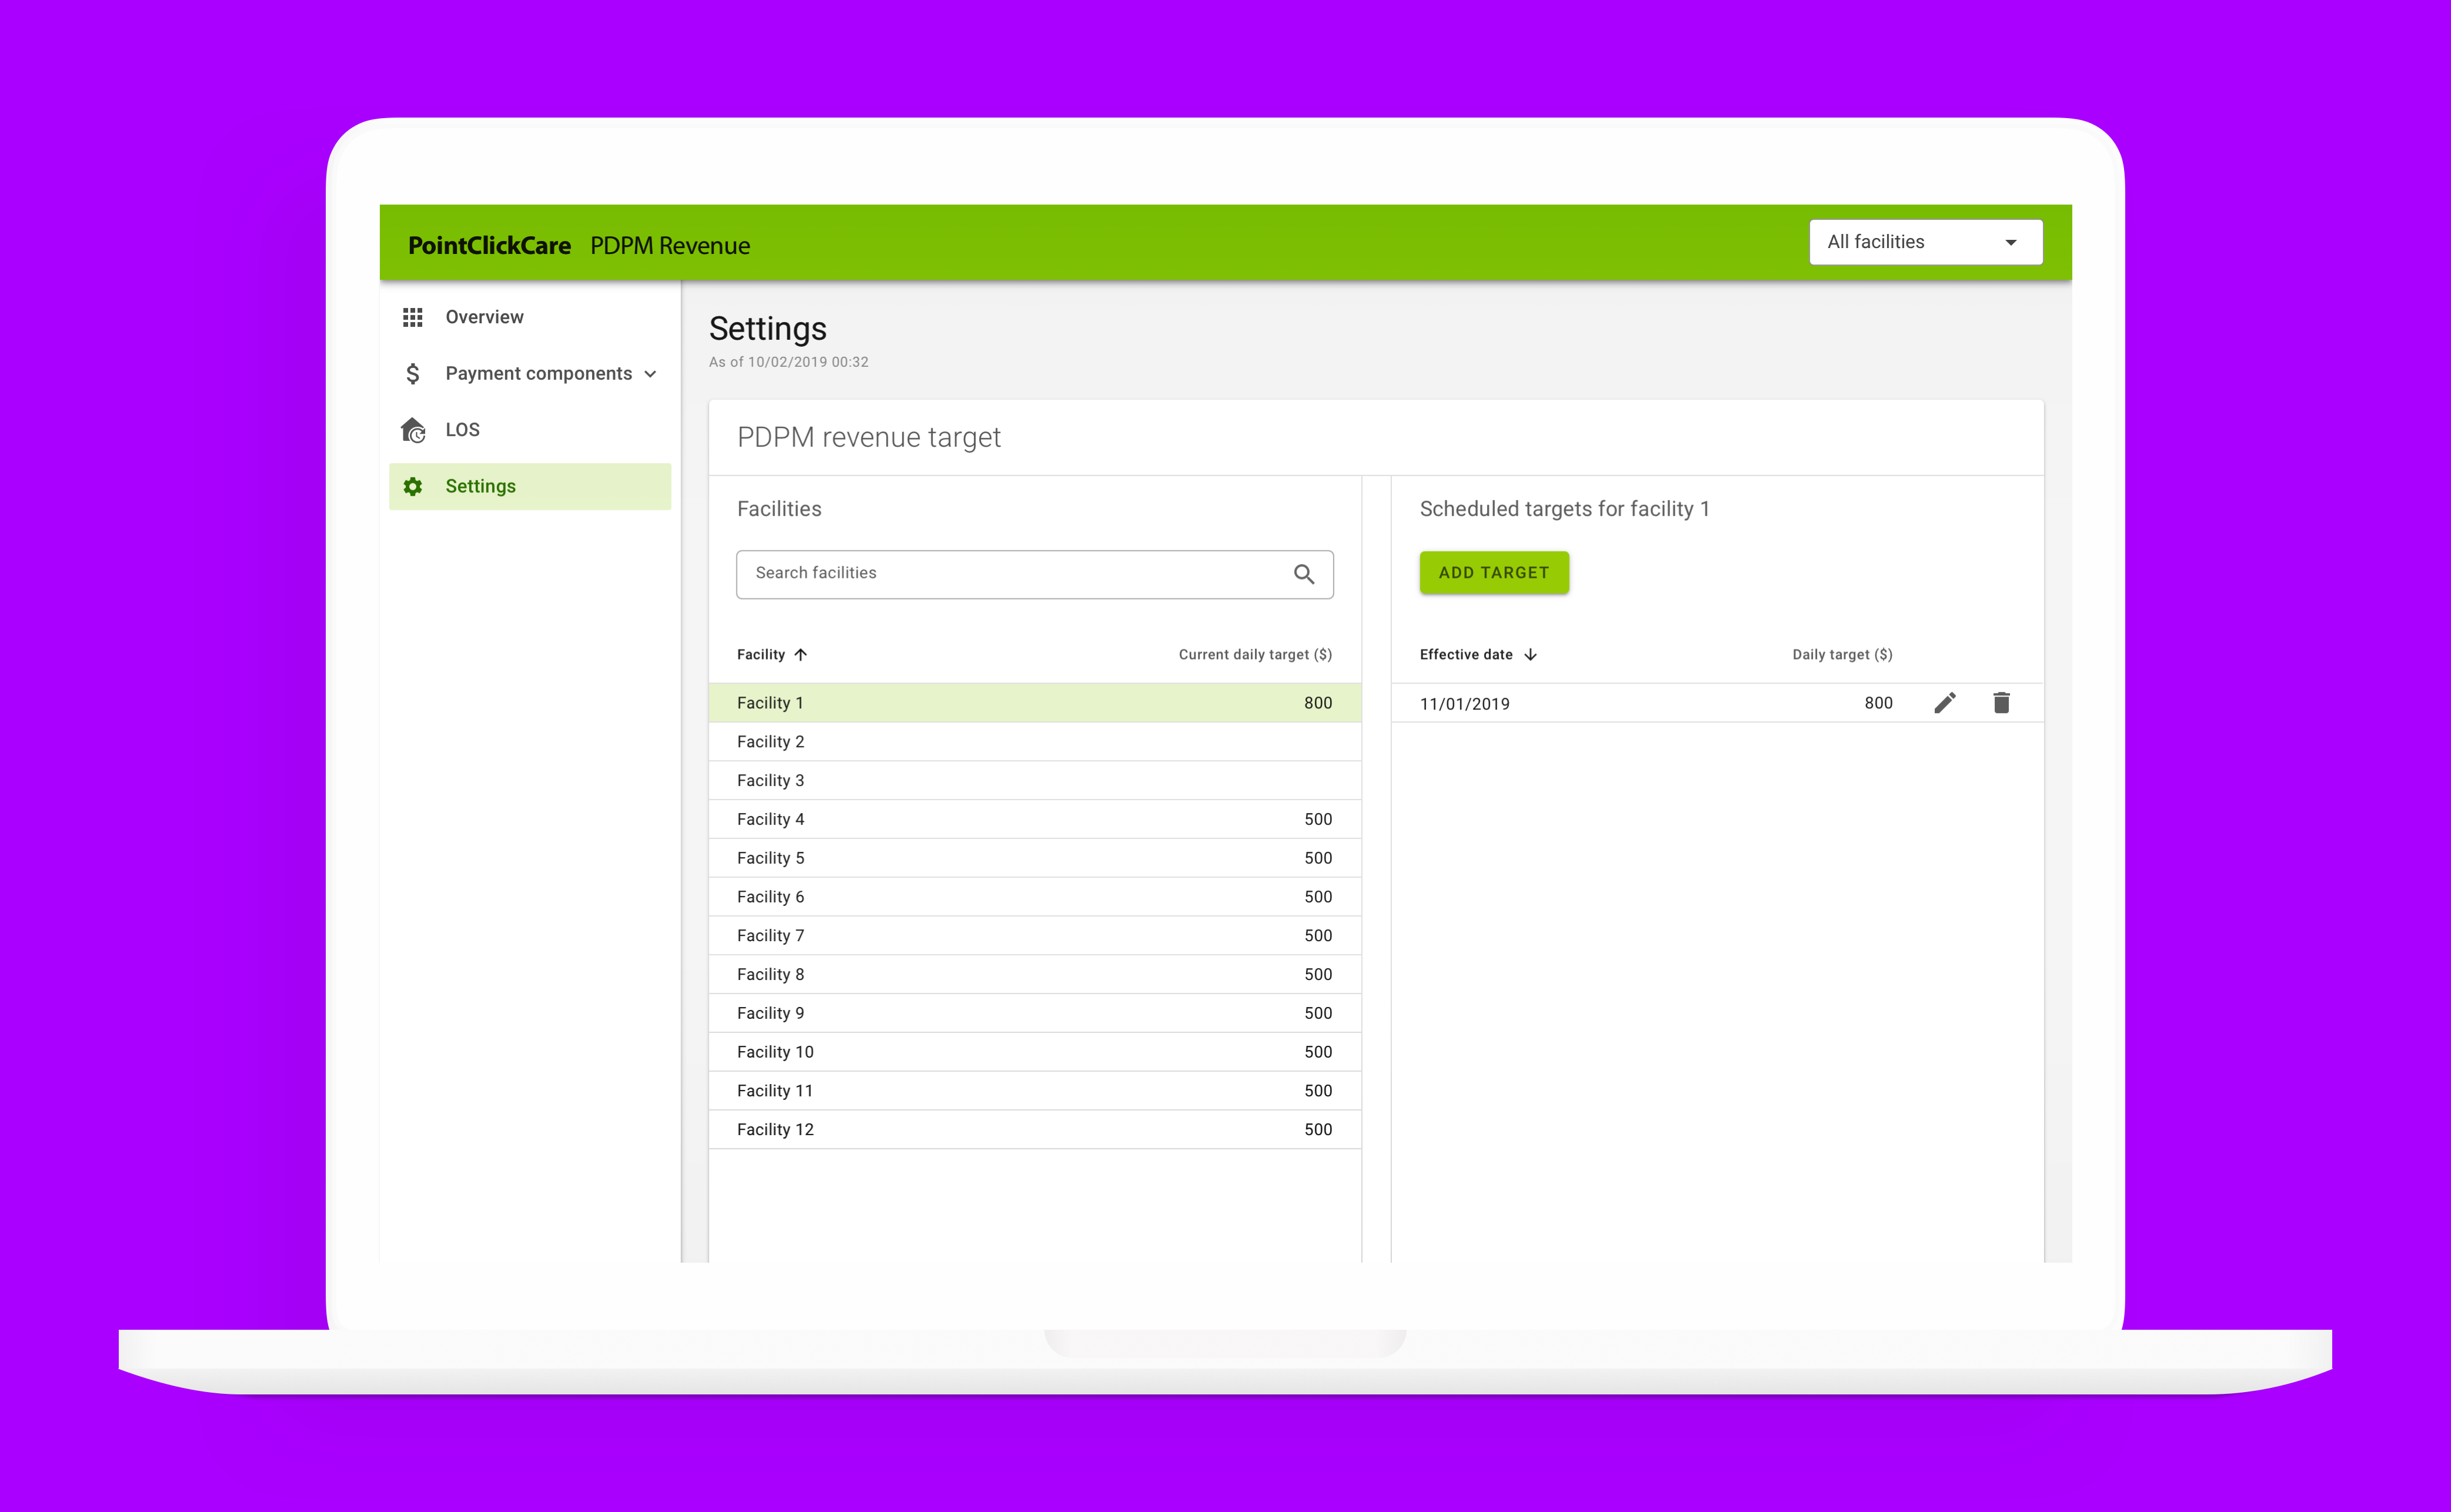 PointClickCare PDPM Revenue
All facilities
Overview
Payment components
LOS
Settings
Settings
As of 10/02/2019 00:32
PDPM revenue target
Facilities
Search facilities
Facility Current daily target ($)
Facility 1 800
Facility 2
Facility 3
Facility 4 500
Facility 5 500
Facility 6 500
Facility 7 500
Facility 8 500
Facility 9 500
Facility 10 500
Facility 11 500
Facility 12 500
Scheduled targets for facility 1
ADD TARGET
Effective date Daily target ($)
11/01/2019 800